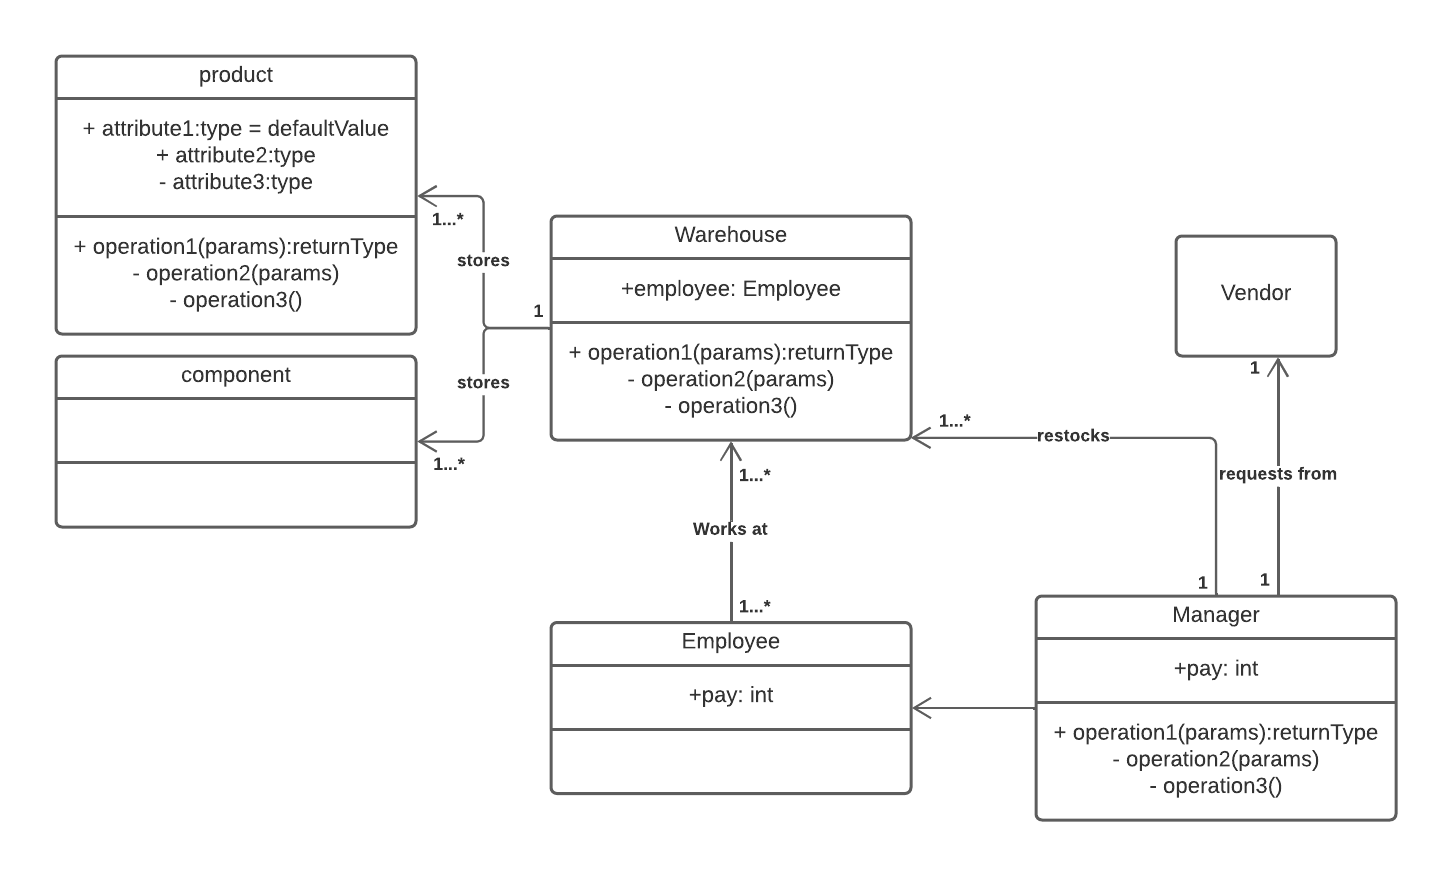 product
+ attribute1:type = defaultValue
+ attribute2:type
- attribute3:type
+ operation1(params):returnType
- operation2(params)
- operation3()
component
1...*
stores
1
stores
1...*
Warehouse
+employee: Employee
+ operation1(params):returnType
- operation2(params)
- operation3()
Vendor
1
1...*
restocks
requests from
1...*
Works at
1...*
1
1
Employee
+pay: int
Manager
+pay: int
+ operation1(params):returnType
- operation2(params)
- operation3()